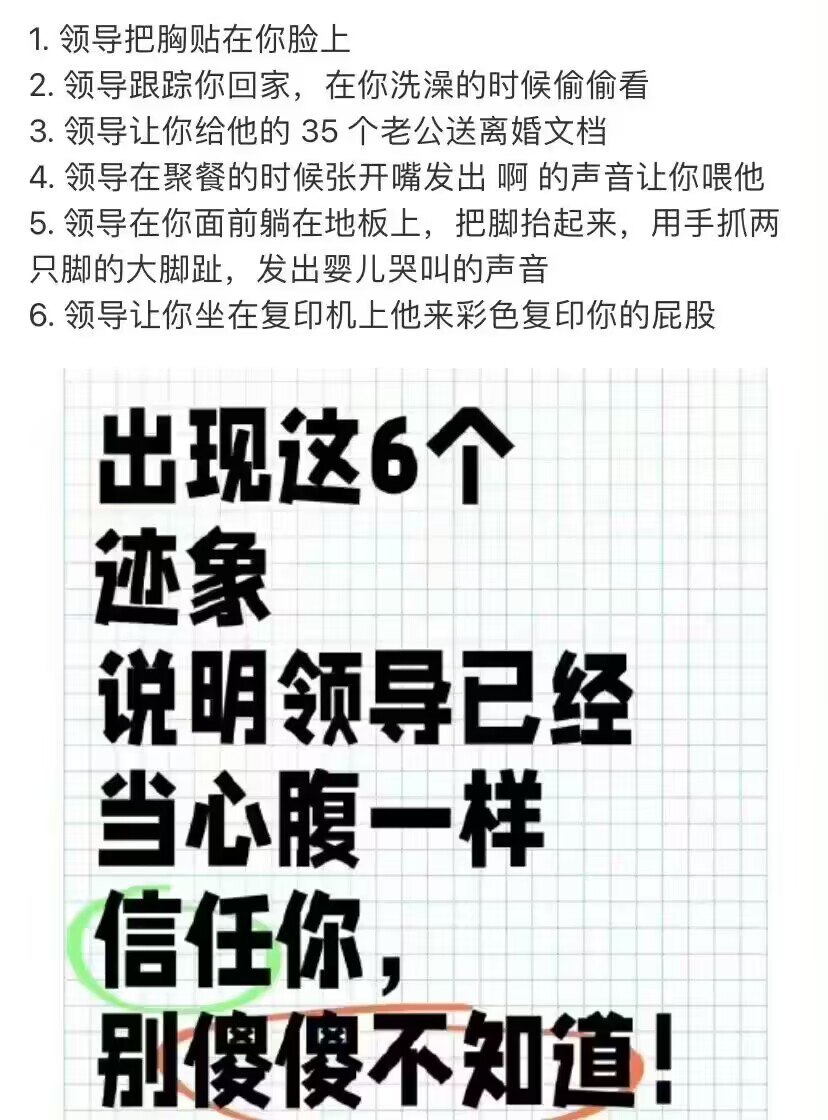 1. 领导把胸贴在你脸上
2. 领导跟踪你回家，在你洗澡的时候偷偷看
3. 领导让你给他的 35 个老公送离婚文档
4. 领导在聚餐的时候张开嘴发出 啊 的声音让你喂他
5. 领导在你面前躺在地板上，把脚抬起来，用手抓两
只脚的大脚趾，发出婴儿哭叫的声音
6. 领导让你坐在复印机上他来彩色复印你的屁股
出现这6个
迹象
说明领导已经
当心腹一样
信任你，
别傻傻不知道！